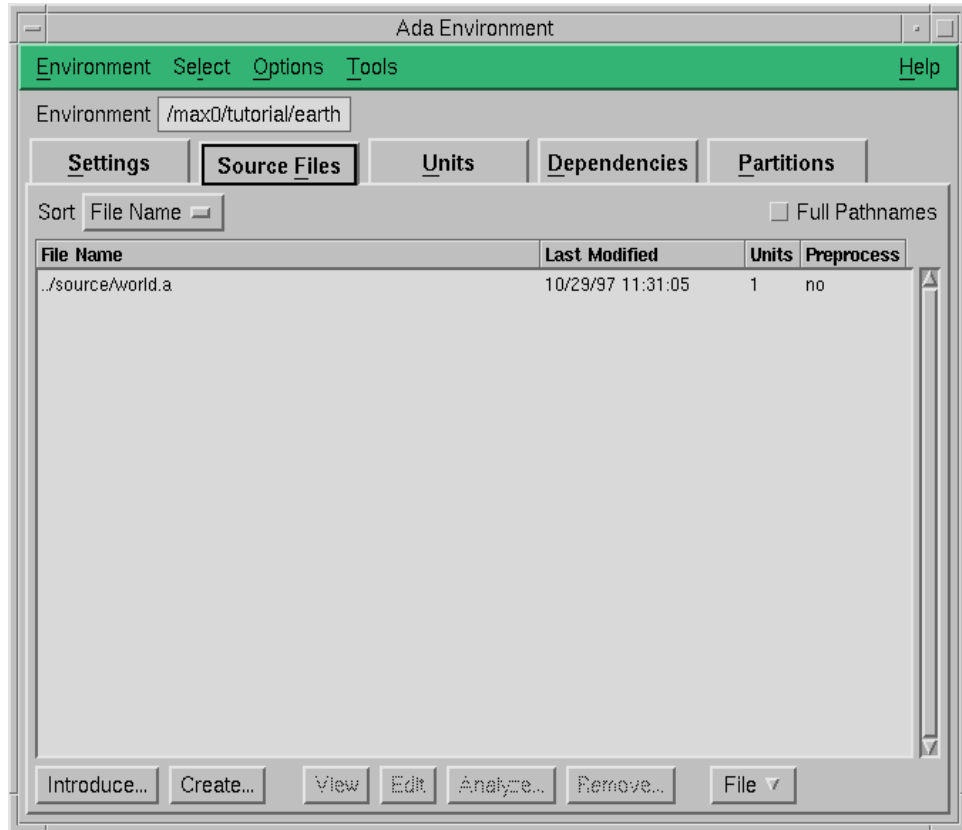 Ada Environment
Environment Select Options Tools Help
Environment /max0/tutorial/earth
Settings Source Files Units Dependencies Partitions
Sort File Name Full Pathnames
File Name Last Modified Units Preprocess
../source/world.a 10/29/97 11:31:05 1 no
Introduce... Create... View Edit Analyze... Remove... File